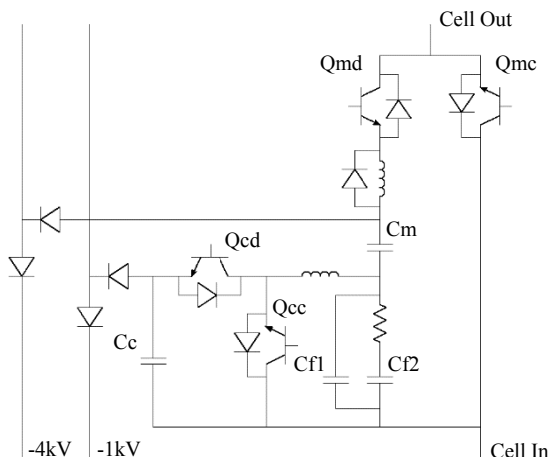 Cell Out
Qmd
Qmc
Cm
Qcd
Qcc
Cc
Cf1
Cf2
-4kV
-1kV
Cell In